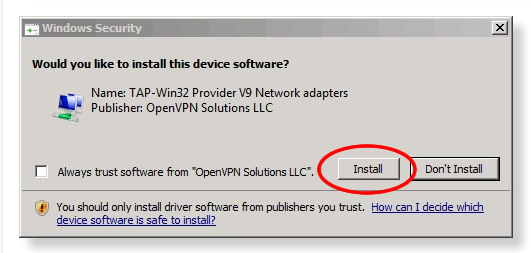 Windows Security
Would you like to install this device software?
Name: TAP-Win32 Provider V9 Network adapters
Publisher: OpenVPN Solutions LLC
Always trust software from "OpenVPN Solutions LLC".
Install
Don't Install
You should only install driver software from publishers you trust. How can I decide which
device software is safe to install?